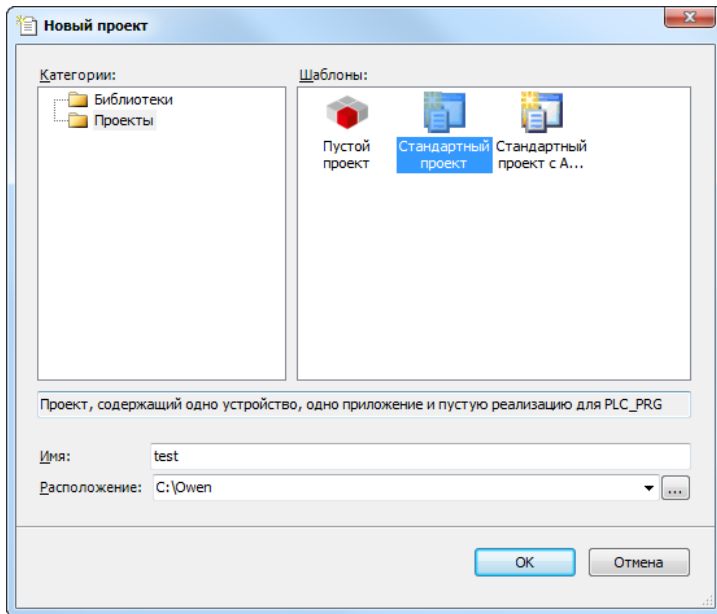 Новый проект
Категории:
Шаблоны:
Библиотеки
Проекты
Пустой
проект
Стандартный
проект
Стандартный
проект с A...
Проект, содержащий одно устройство, одно приложение и пустую реализацию для PLC_PRG
Имя:
test
Расположение:
C:\Owen
...
OK
Отмена